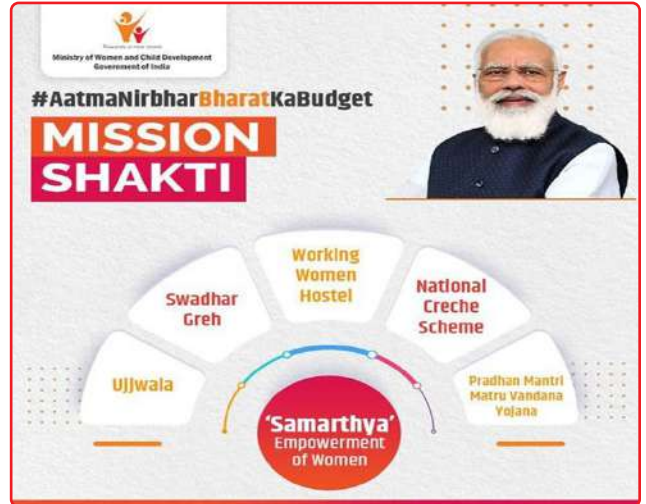 Ministry of Women and Child Development
Government of India
#AatmaNirbharBharatKaBudget
MISSION
SHAKTI
Ujjwala
Swadhar
Greh
Working
Women
Hostel
National
Creche
Scheme
Pradhan Mantri
Matru Vandana
Yojana
'Samarthya'
Empowerment
of Women